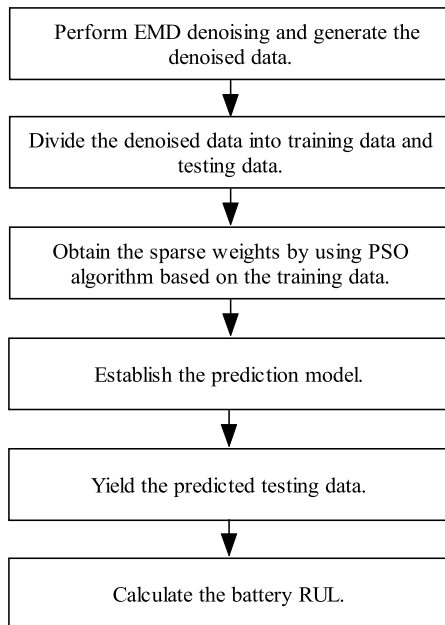 Perform EMD denoising and generate the
denoised data.
Divide the denoised data into training data and
testing data.
Obtain the sparse weights by using PSO
algorithm based on the training data.
Establish the prediction model.
Yield the predicted testing data.
Calculate the battery RUL.